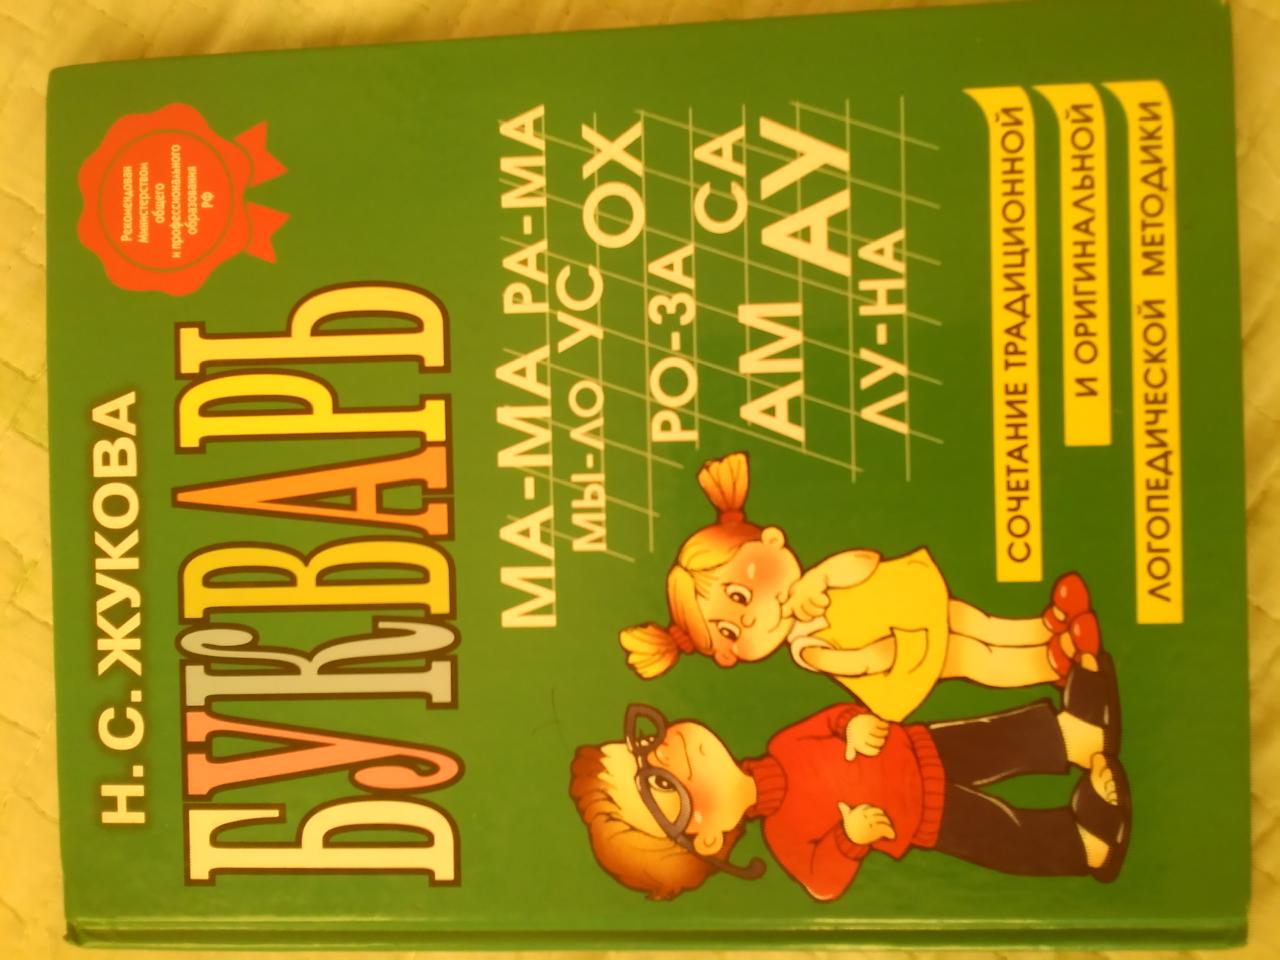 Рекомендован
Министерством
общего
и профессионального
образования
РФ
Н. С. ЖУКОВА
БУКВАРЬ
МА-МА РА-МА
МЫ-ЛО УС ОХ
РО-ЗА СА
АМ АУ
ЛУ-НА
СОЧЕТАНИЕ ТРАДИЦИОННОЙ
И ОРИГИНАЛЬНОЙ
ЛОГОПЕДИЧЕСКОЙ МЕТОДИКИ